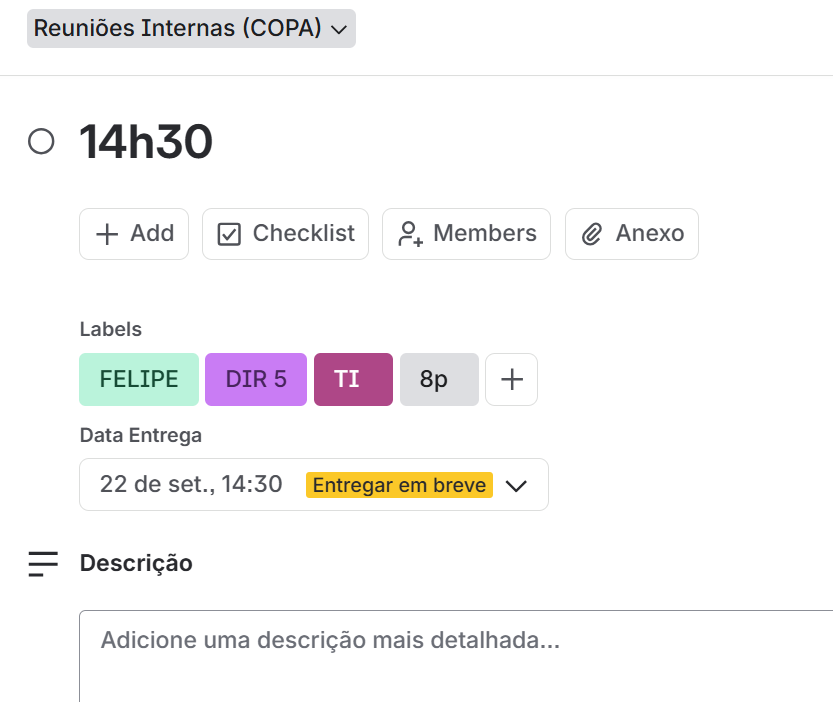 Reuniões Internas (COPA)
14h30
Add Checklist Members Anexo
Labels
FELIPE DIR 5 TI 8p
Data Entrega
22 de set., 14:30 Entregar em breve
Descrição
Adicione uma descrição mais detalhada...